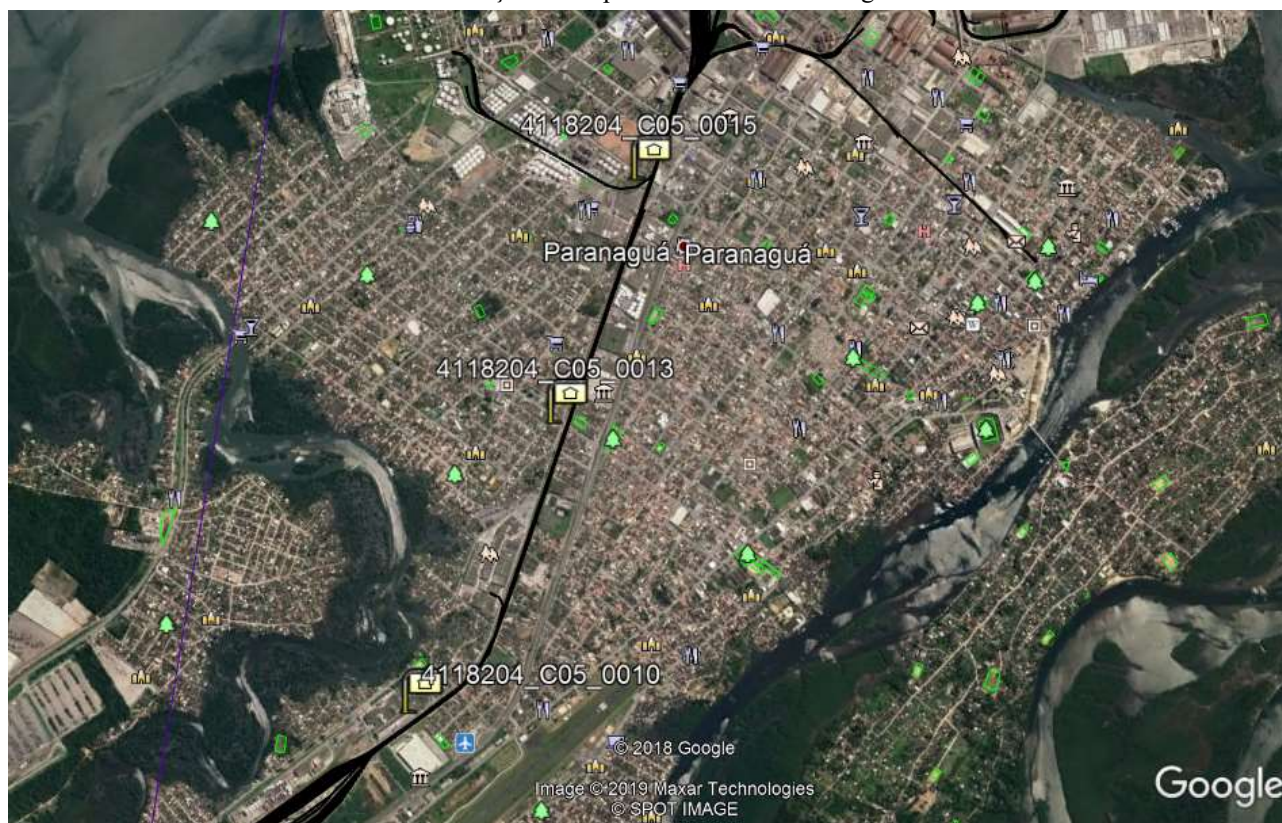 4118204_C05_0015
Paranaguá Paranaguá
4118204_C05_0013
4118204_C05_0010
© 2018 Google
Image © 2019 Maxar Technologies
© SPOT IMAGE
Google